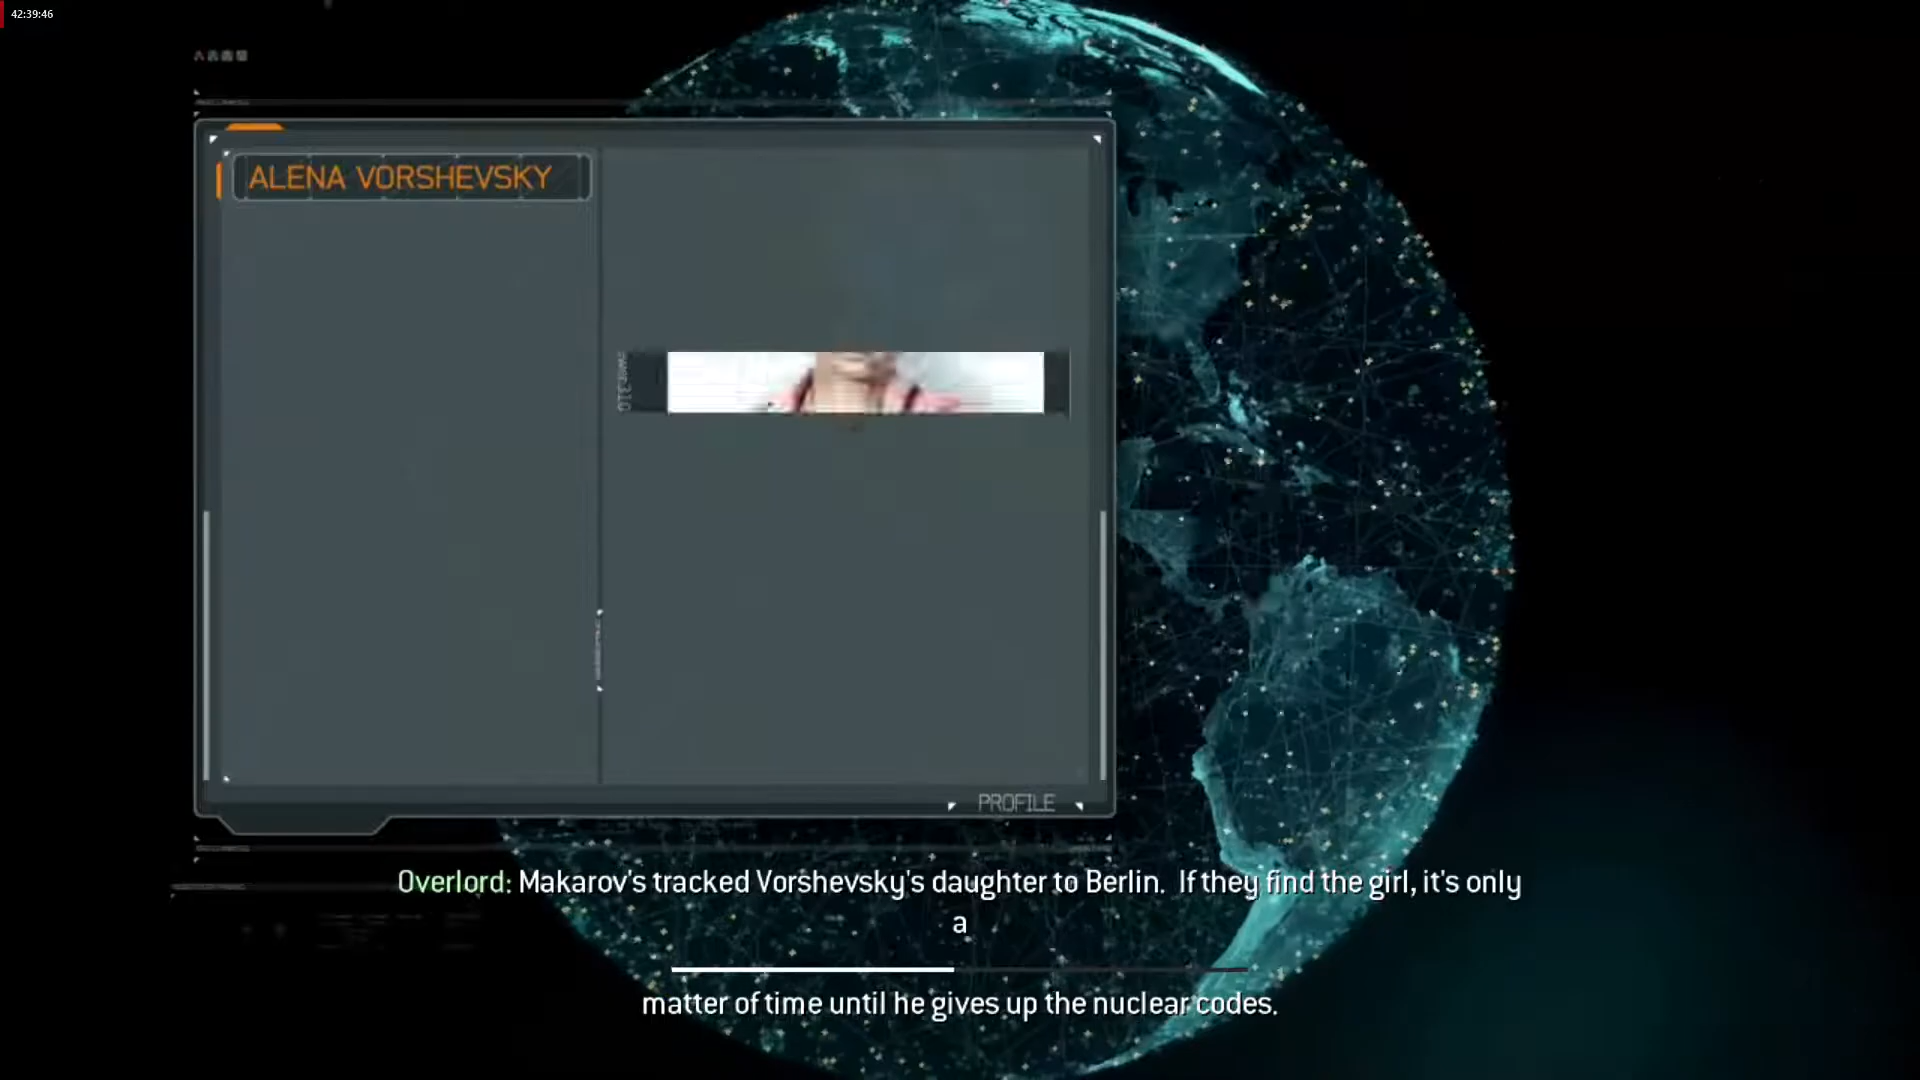 42:39:46
ALENA VORSHEVSKY
PROFILE
Overlord: Makarov's tracked Vorshevsky's daughter to Berlin. If they find the girl, it's only
a
matter of time until he gives up the nuclear codes.